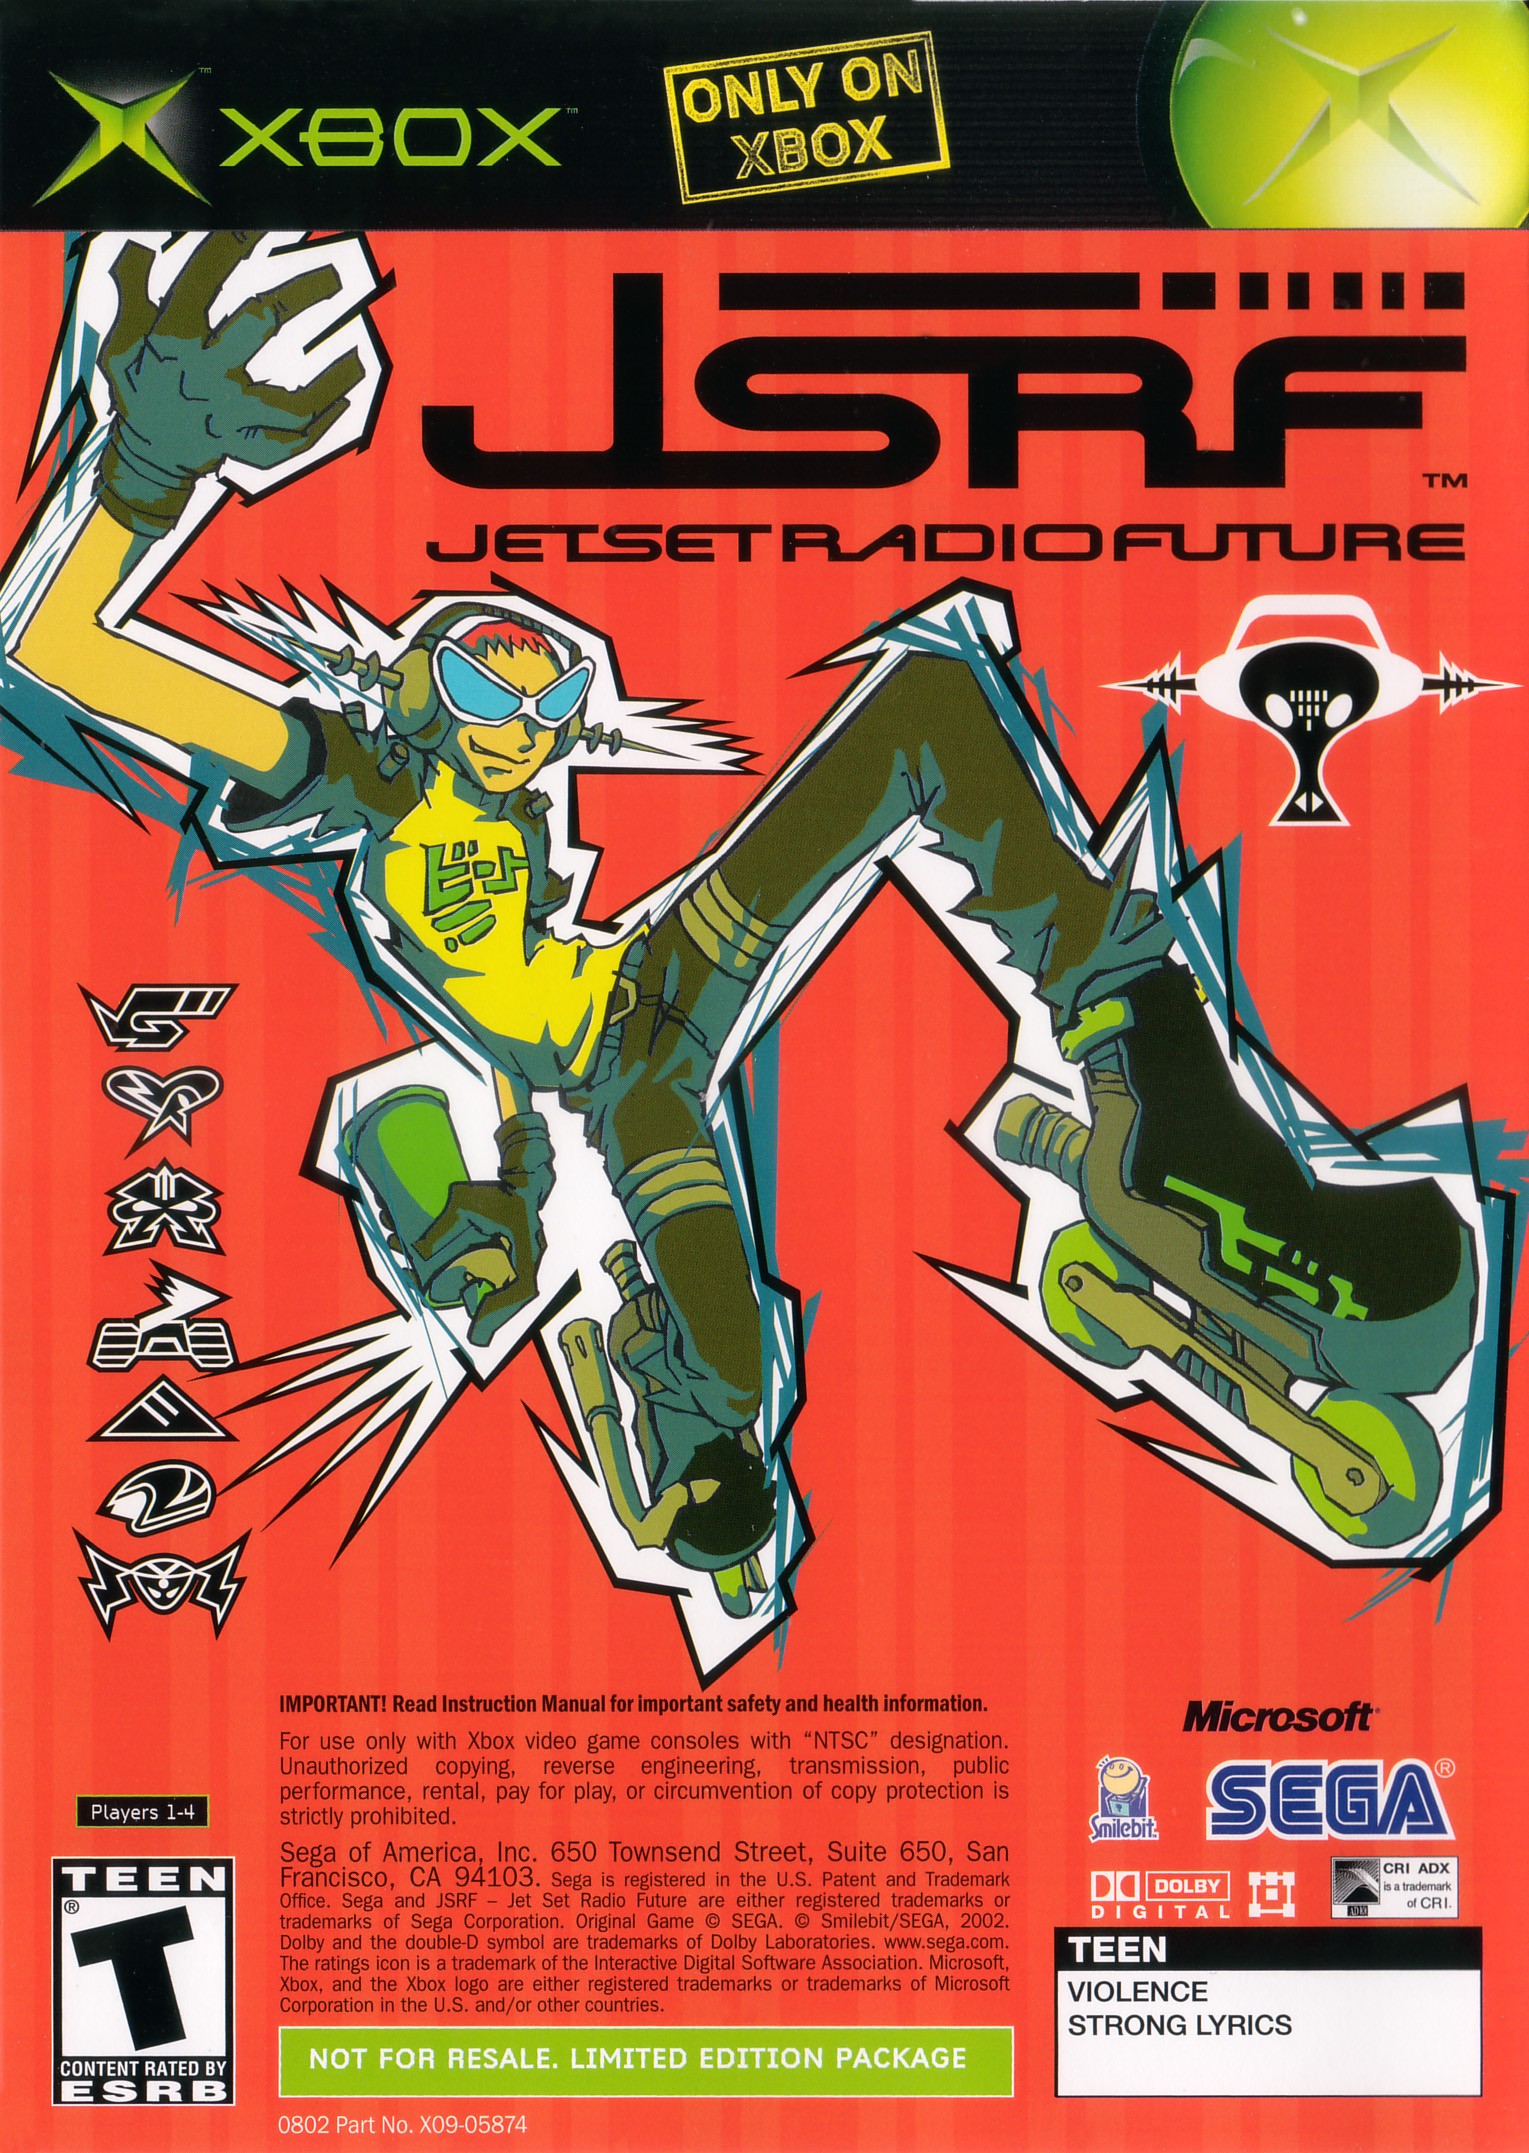 XBOX™
ONLY ON
XBOX
JSRF™
JETSETRADIOFUTURE
ビート
IMPORTANT! Read Instruction Manual for important safety and health information.
For use only with Xbox video game consoles with “NTSC” designation.
Unauthorized copying, reverse engineering, transmission, public
performance, rental, pay for play, or circumvention of copy protection is
strictly prohibited.
Sega of America, Inc. 650 Townsend Street, Suite 650, San
Francisco, CA 94103. Sega is registered in the U.S. Patent and Trademark
Office. Sega and JSRF – Jet Set Radio Future are either registered trademarks or
trademarks of Sega Corporation. Original Game © SEGA. © Smilebit/SEGA, 2002.
Dolby and the double-D symbol are trademarks of Dolby Laboratories. www.sega.com.
The ratings icon is a trademark of the Interactive Digital Software Association. Microsoft,
Xbox, and the Xbox logo are either registered trademarks or trademarks of Microsoft
Corporation in the U.S. and/or other countries.
NOT FOR RESALE. LIMITED EDITION PACKAGE
0802 Part No. X09-05874
Players 1-4
TEEN
®
T
CONTENT RATED BY
ESRB
Microsoft®
Smilebit.
SEGA®
DOLBY
DIGITAL
CRI ADX
is a trademark
of CRI.
ADX
TEEN
VIOLENCE
STRONG LYRICS